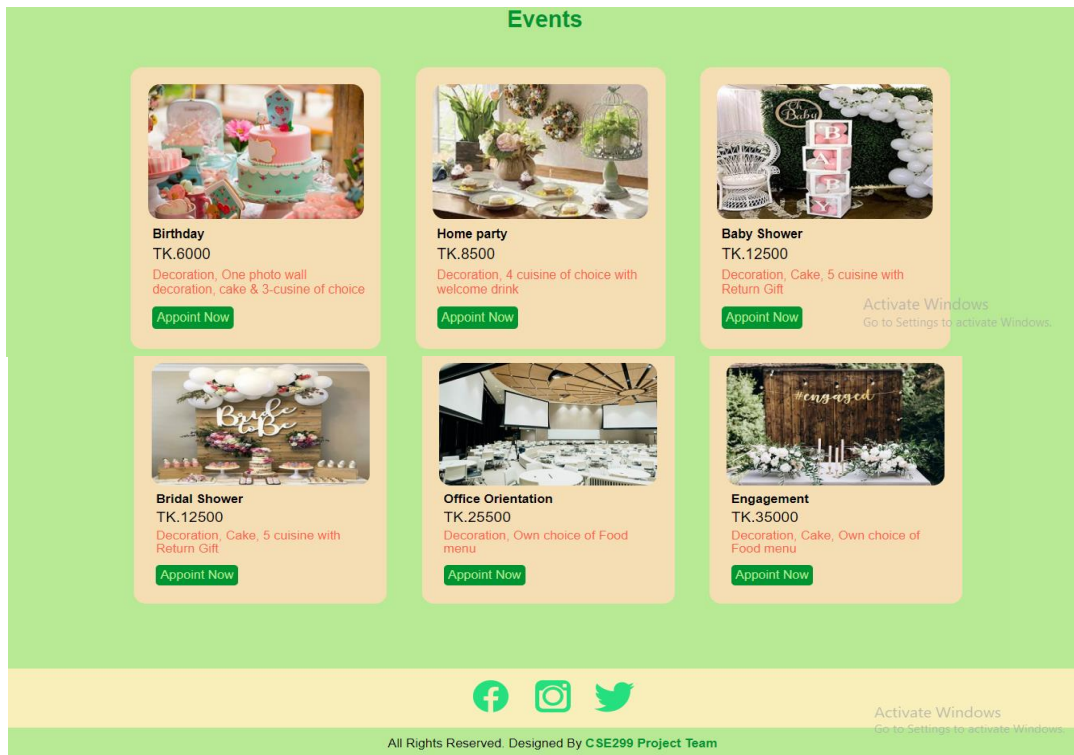 Events
Baby
B
A
B
Y
Birthday
TK.6000
Decoration, One photo wall
decoration, cake & 3-cusine of choice
Appoint Now
Home party
TK.8500
Decoration, 4 cuisine of choice with
welcome drink
Appoint Now
Baby Shower
TK.12500
Decoration, Cake, 5 cuisine with
Return Gift
Appoint Now
Activate Windows
Go to Settings to activate Windows.
Bride
to Be
#engaged
Bridal Shower
TK.12500
Decoration, Cake, 5 cuisine with
Return Gift
Appoint Now
Office Orientation
TK.25500
Decoration, Own choice of Food
menu
Appoint Now
Engagement
TK.35000
Decoration, Cake, Own choice of
Food menu
Appoint Now
Activate Windows
Go to Settings to activate Windows.
All Rights Reserved. Designed By CSE299 Project Team